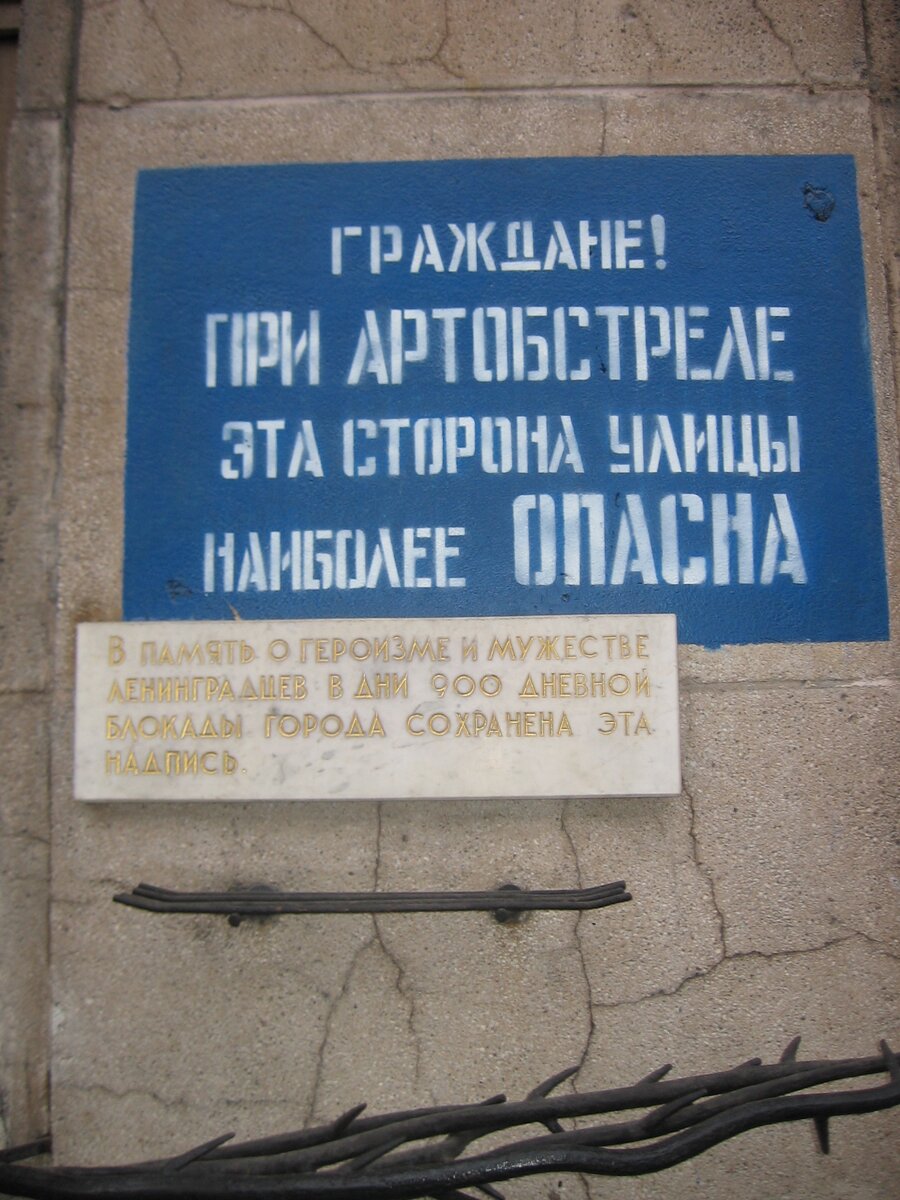 ГРАЖДАНЕ!
ПРИ АРТОБСТРЕЛЕ
ЭТА СТОРОНА УЛИЦЫ
НАИБОЛЕЕ ОПАСНА
В ПАМЯТЬ О ГЕРОИЗМЕ И МУЖЕСТВЕ
ЛЕНИНГРАДЦЕВ В ДНИ 900 ДНЕВНОЙ
БЛОКАДЫ ГОРОДА СОХРАНЕНА ЭТА
НАДПИСЬ.